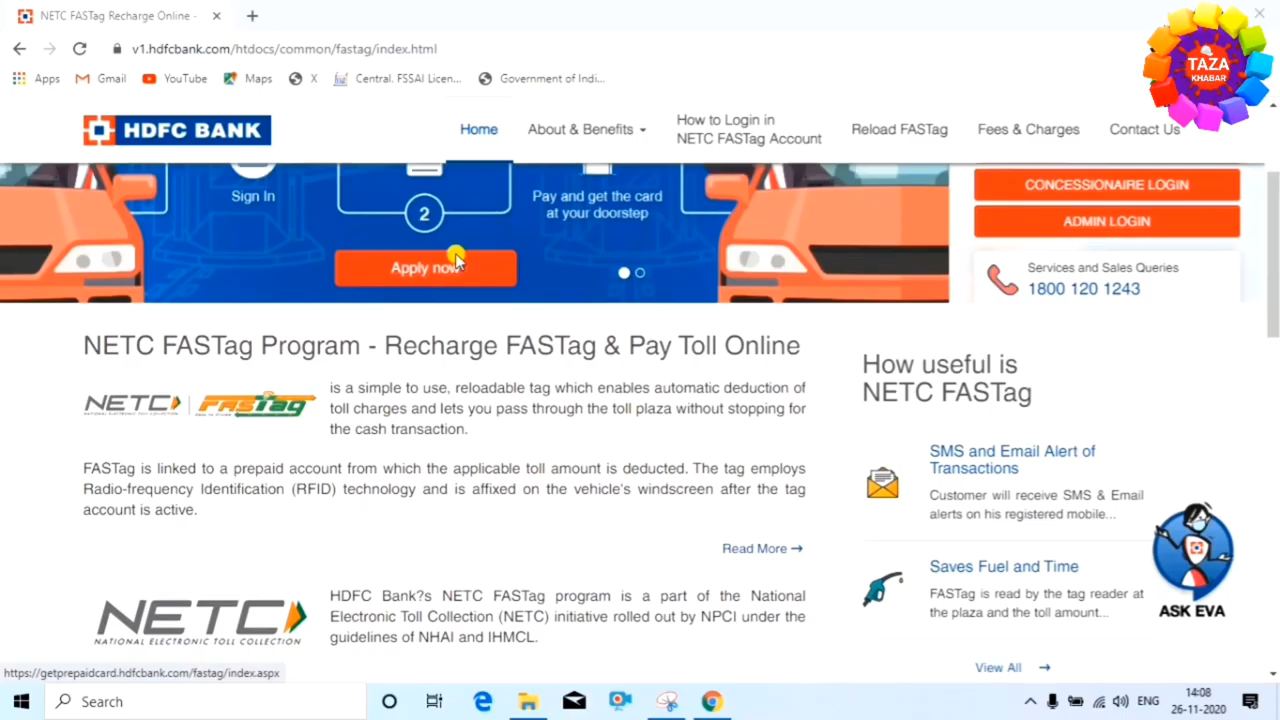 NETC FASTag Recharge Online -
v1.hdfcbank.com/htdocs/common/fastag/index.html
Apps
Gmail
YouTube
Maps
X
Central. FSSAI Licen...
Government of Indi...
TAZA
KHABAR
HDFC BANK
Home
About & Benefits
How to Login in
NETC FASTag Account
Reload FASTag
Fees & Charges
Contact Us
Sign In
2
Pay and get the card
at your doorstep
Apply now
CONCESSIONAIRE LOGIN
ADMIN LOGIN
Services and Sales Queries
1800 120 1243
NETC FASTag Program - Recharge FASTag & Pay Toll Online
NETC
NATIONAL ELECTRONIC TOLL COLLECTION
FASTag
is a simple to use, reloadable tag which enables automatic deduction of
toll charges and lets you pass through the toll plaza without stopping for
the cash transaction.
FASTag is linked to a prepaid account from which the applicable toll amount is deducted. The tag employs
Radio-frequency Identification (RFID) technology and is affixed on the vehicle's windscreen after the tag
account is active.
Read More
NETC
NATIONAL ELECTRONIC TOLL COLLECTION
HDFC Bank?s NETC FASTag program is a part of the National
Electronic Toll Collection (NETC) initiative rolled out by NPCI under the
guidelines of NHAI and IHMCL.
How useful is
NETC FASTag
SMS and Email Alert of
Transactions
Customer will receive SMS & Email
alerts on his registered mobile...
Saves Fuel and Time
FASTag is read by the tag reader at
the plaza and the toll amount...
View All
ASK EVA
https://getprepaidcard.hdfcbank.com/fastag/index.aspx
Search
ENG
14:08
26-11-2020